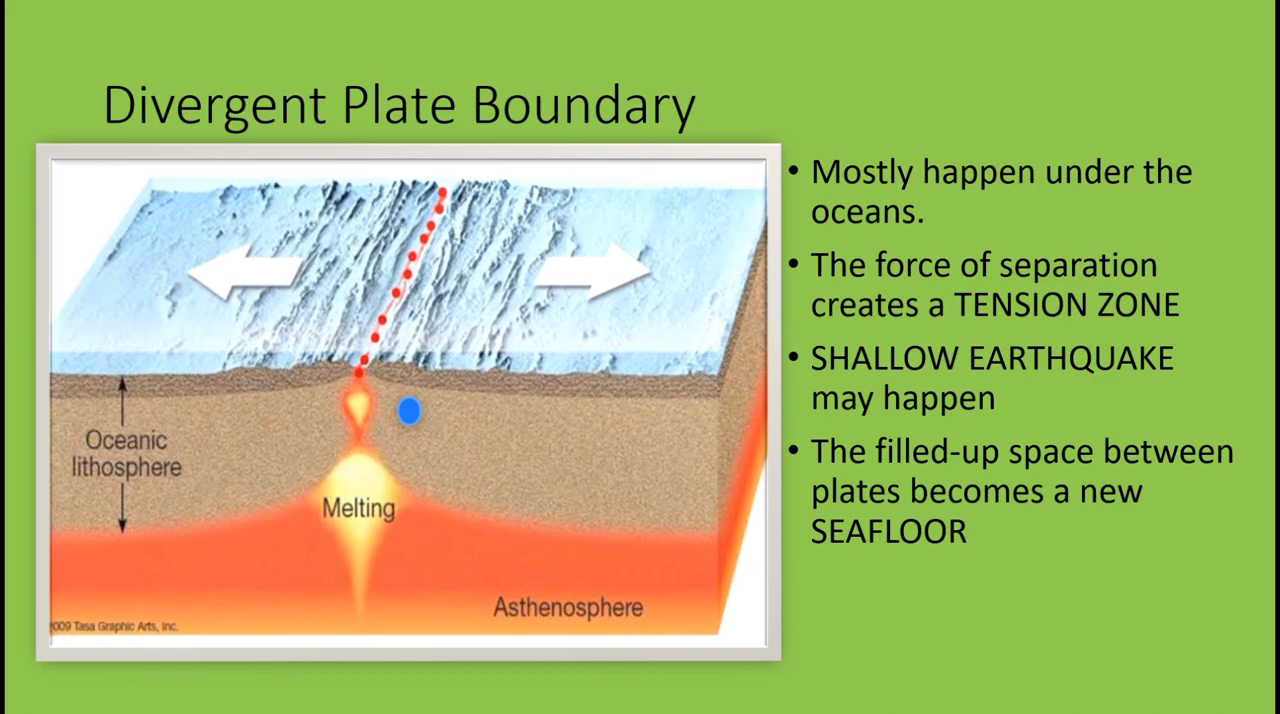 Divergent Plate Boundary
• Mostly happen under the
oceans.
• The force of separation
creates a TENSION ZONE
• SHALLOW EARTHQUAKE
may happen
• The filled-up space between
plates becomes a new
SEAFLOOR
Oceanic
lithosphere
Melting
Asthenosphere
2009 Tasa Graphic Arts, Inc.